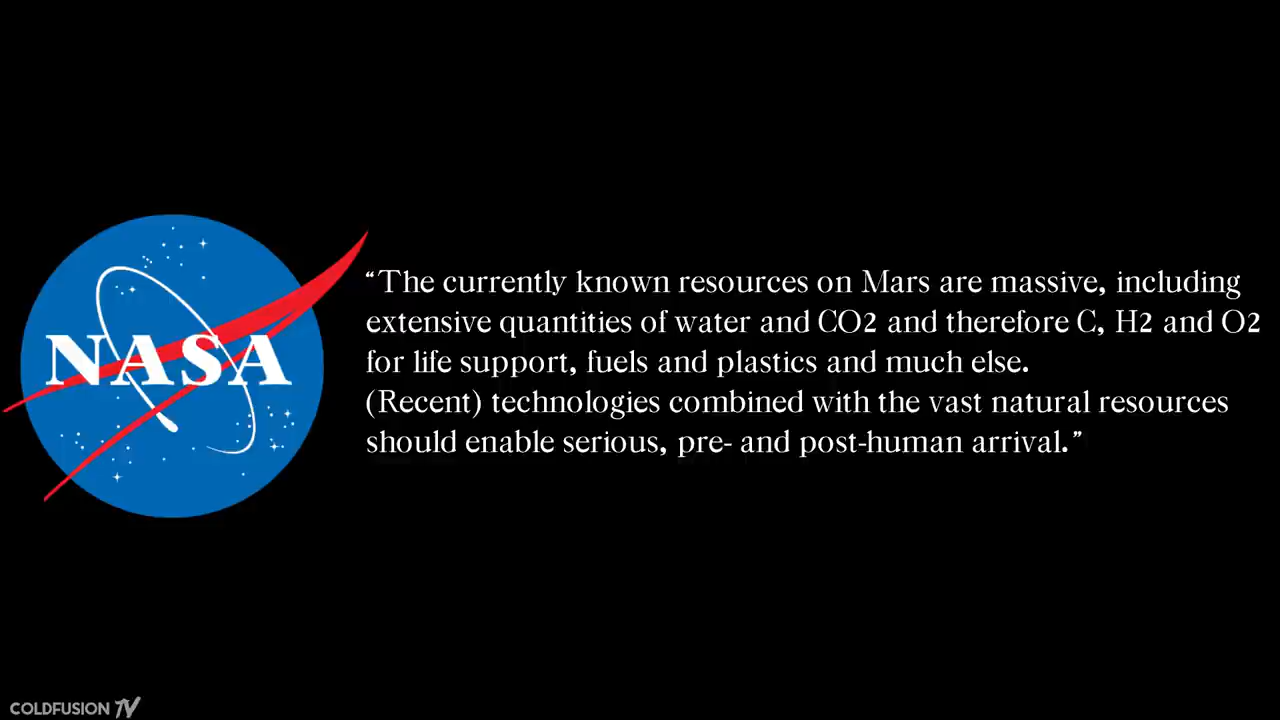 NASA
“The currently known resources on Mars are massive, including
extensive quantities of water and CO2 and therefore C, H2 and O2
for life support, fuels and plastics and much else.
(Recent) technologies combined with the vast natural resources
should enable serious, pre- and post-human arrival.”
COLDFUSION TV